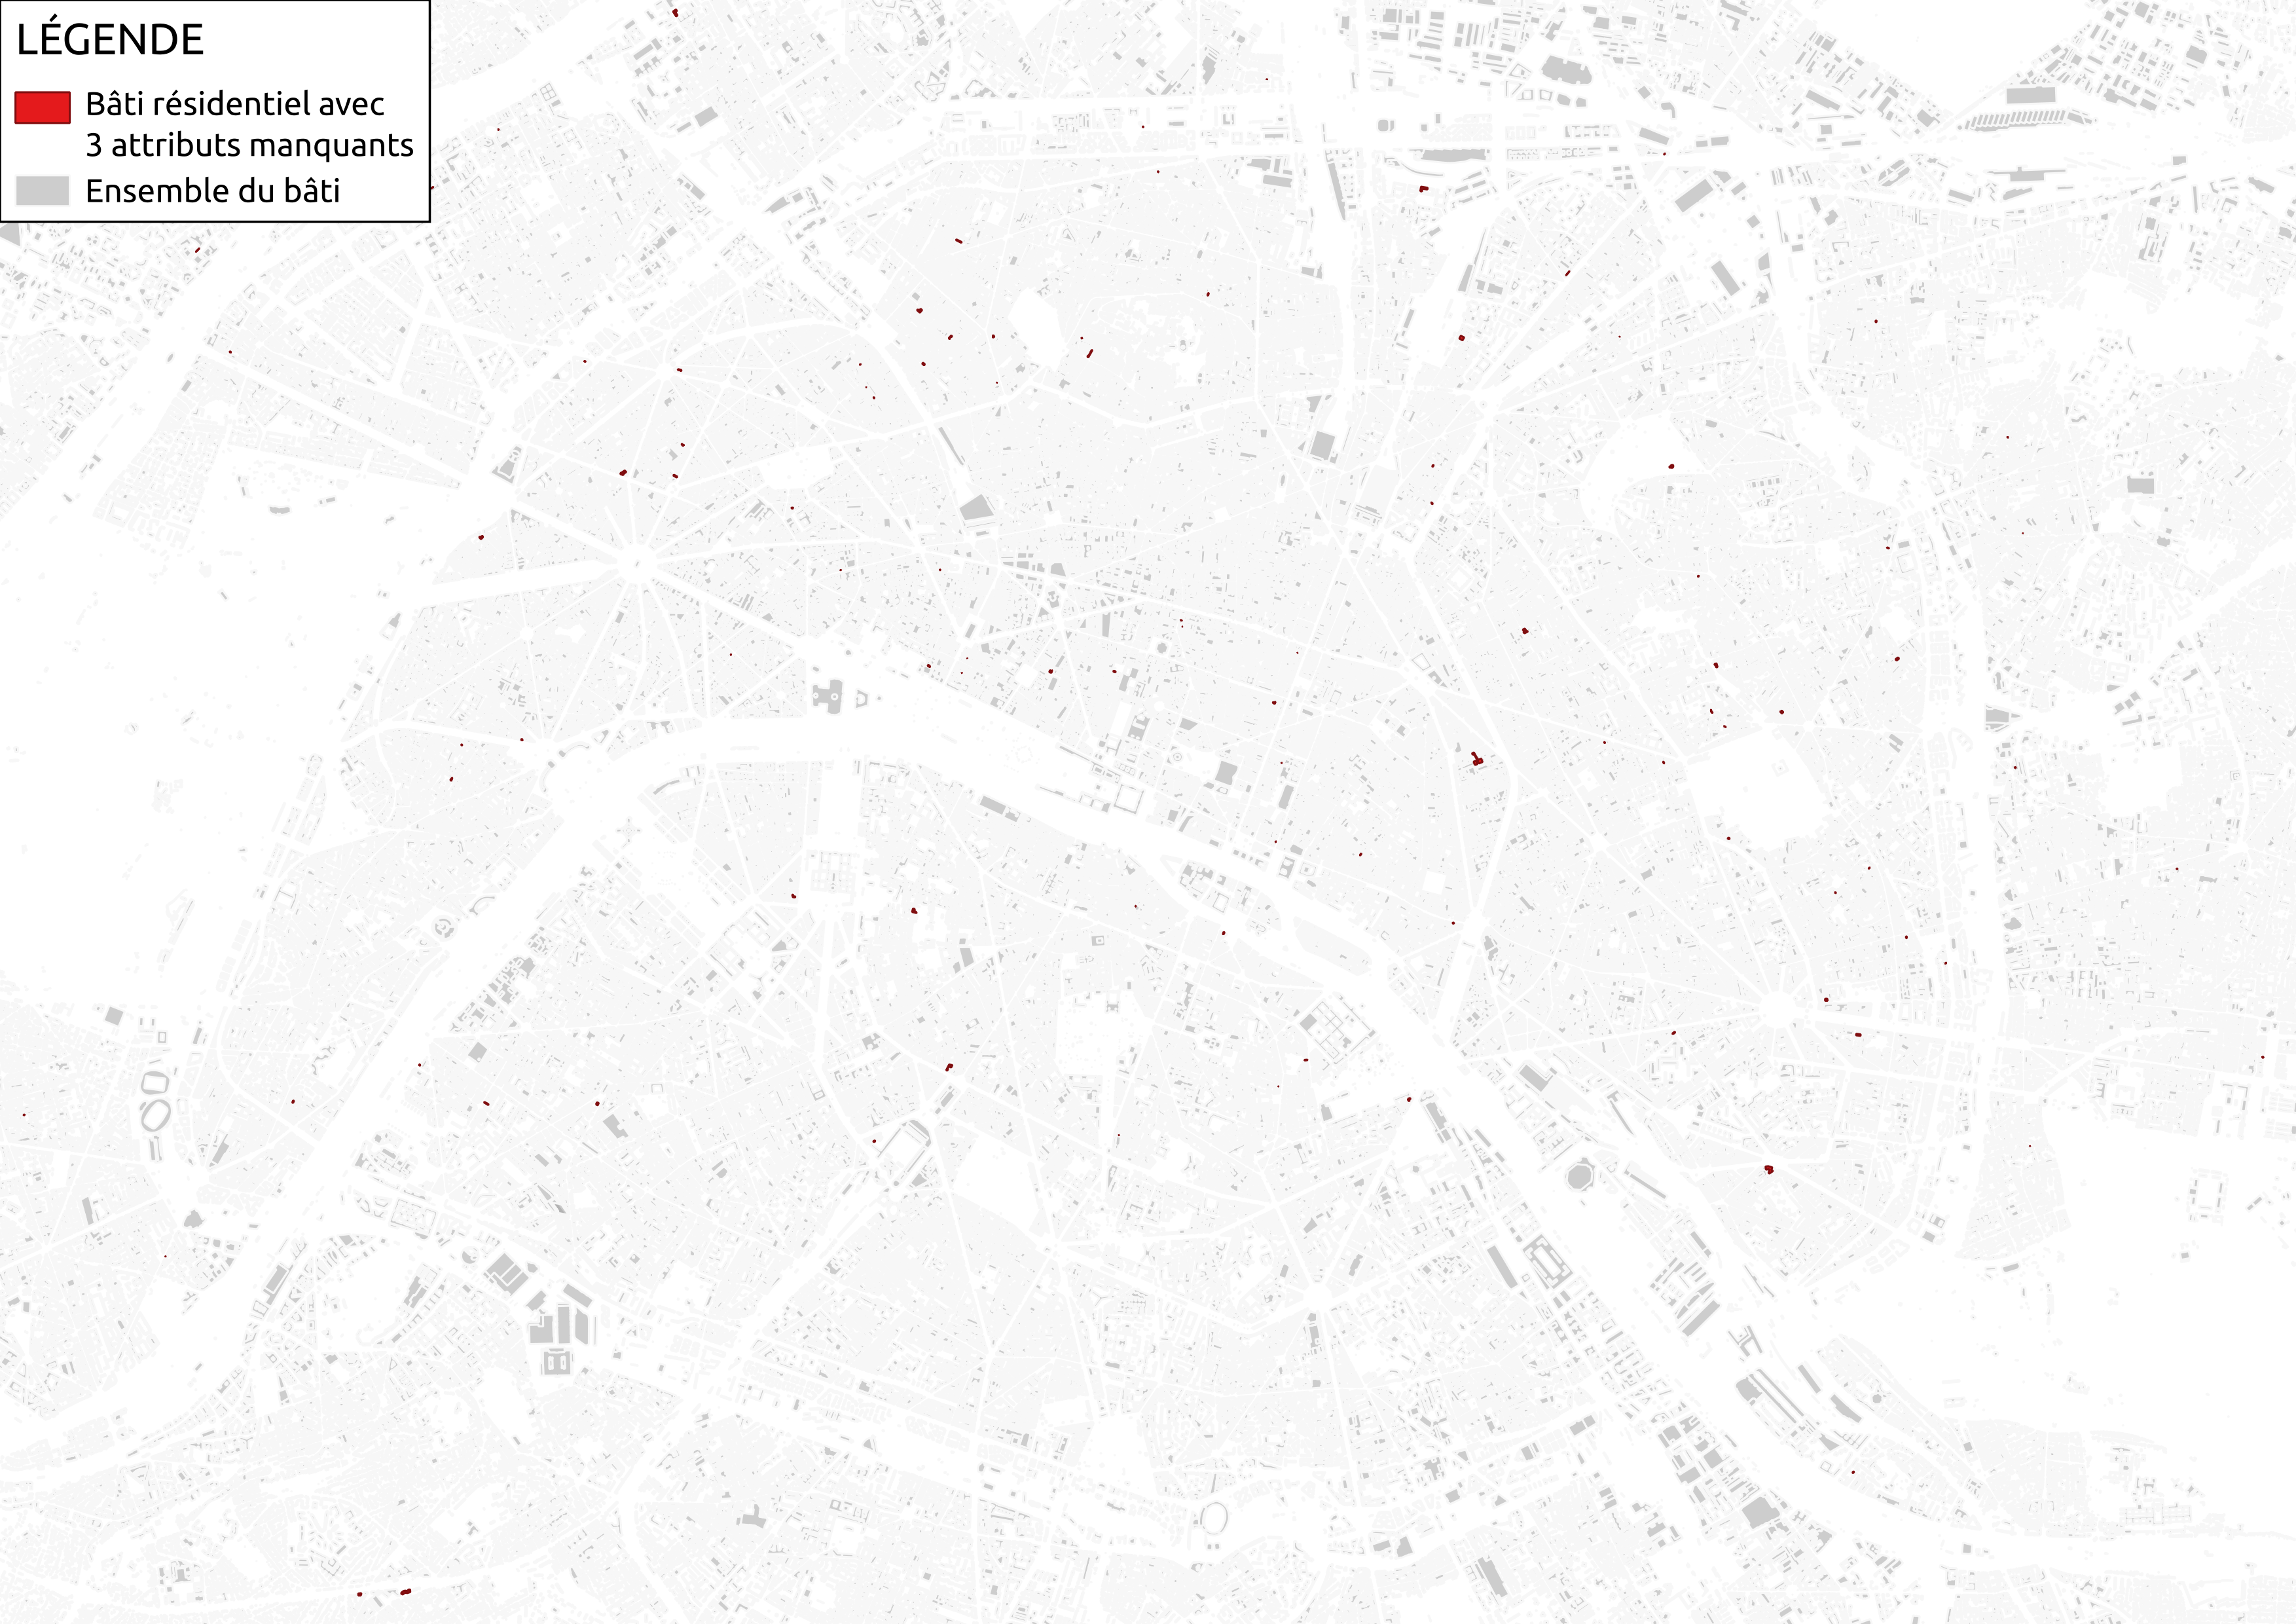 LÉGENDE
Bâti résidentiel avec
3 attributs manquants
Ensemble du bâti